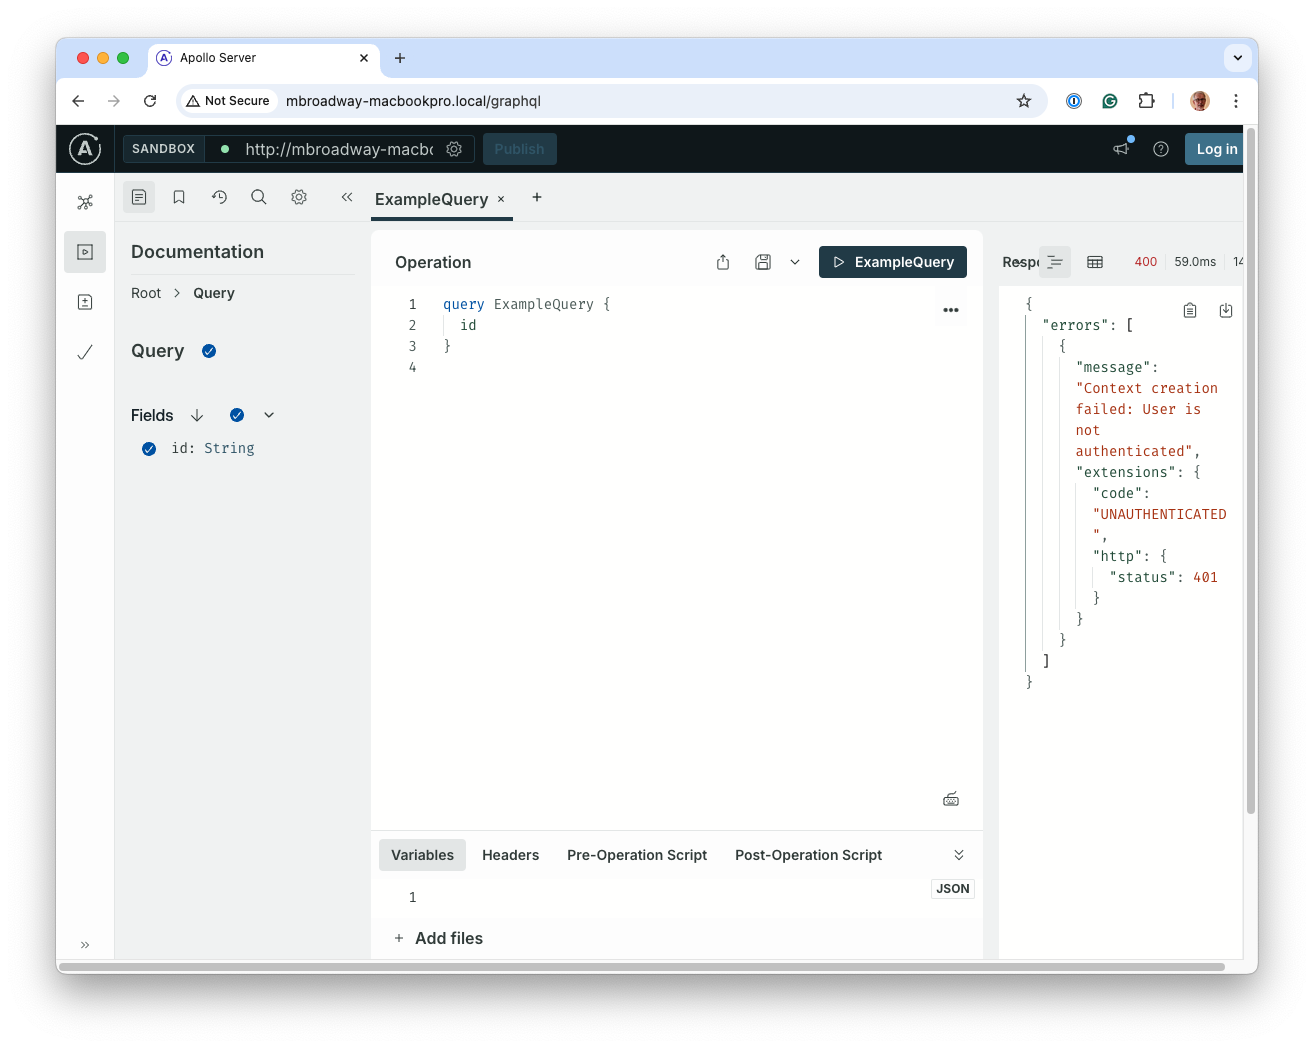 Apollo Server
Not Secure
mbroadway-macbookpro.local/graphql
SANDBOX
http://mbroadway-macbo
Publish
Log in
ExampleQuery
Documentation
Root > Query
Query
Fields
id: String
Operation
ExampleQuery
1 query ExampleQuery {
2 id
3 }
4
Variables
Headers
Pre-Operation Script
Post-Operation Script
1
JSON
+ Add files
Resp
400
59.0ms
14
{
"errors": [
{
"message":
"Context creation
failed: User is
not
authenticated",
"extensions": {
"code":
"UNAUTHENTICATED
",
"http": {
"status": 401
}
}
}
]
}